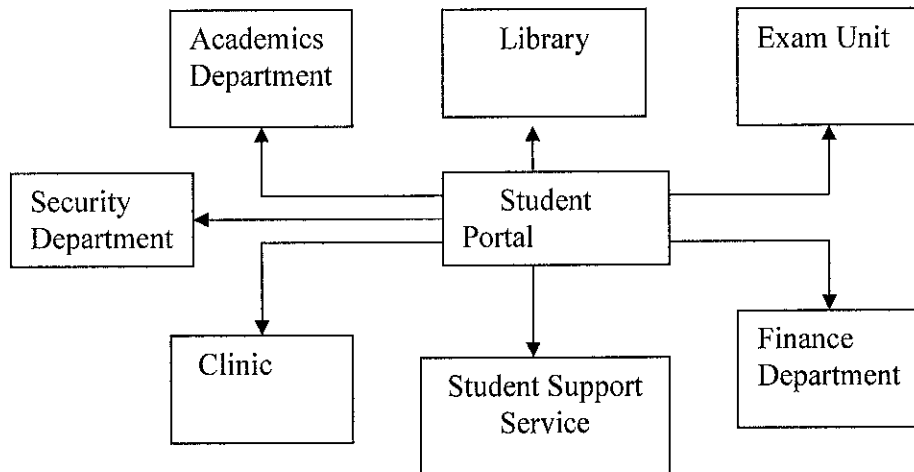 Academics
Department
Library
Exam Unit
Security
Department
Student
Portal
Clinic
Student Support
Service
Finance
Department